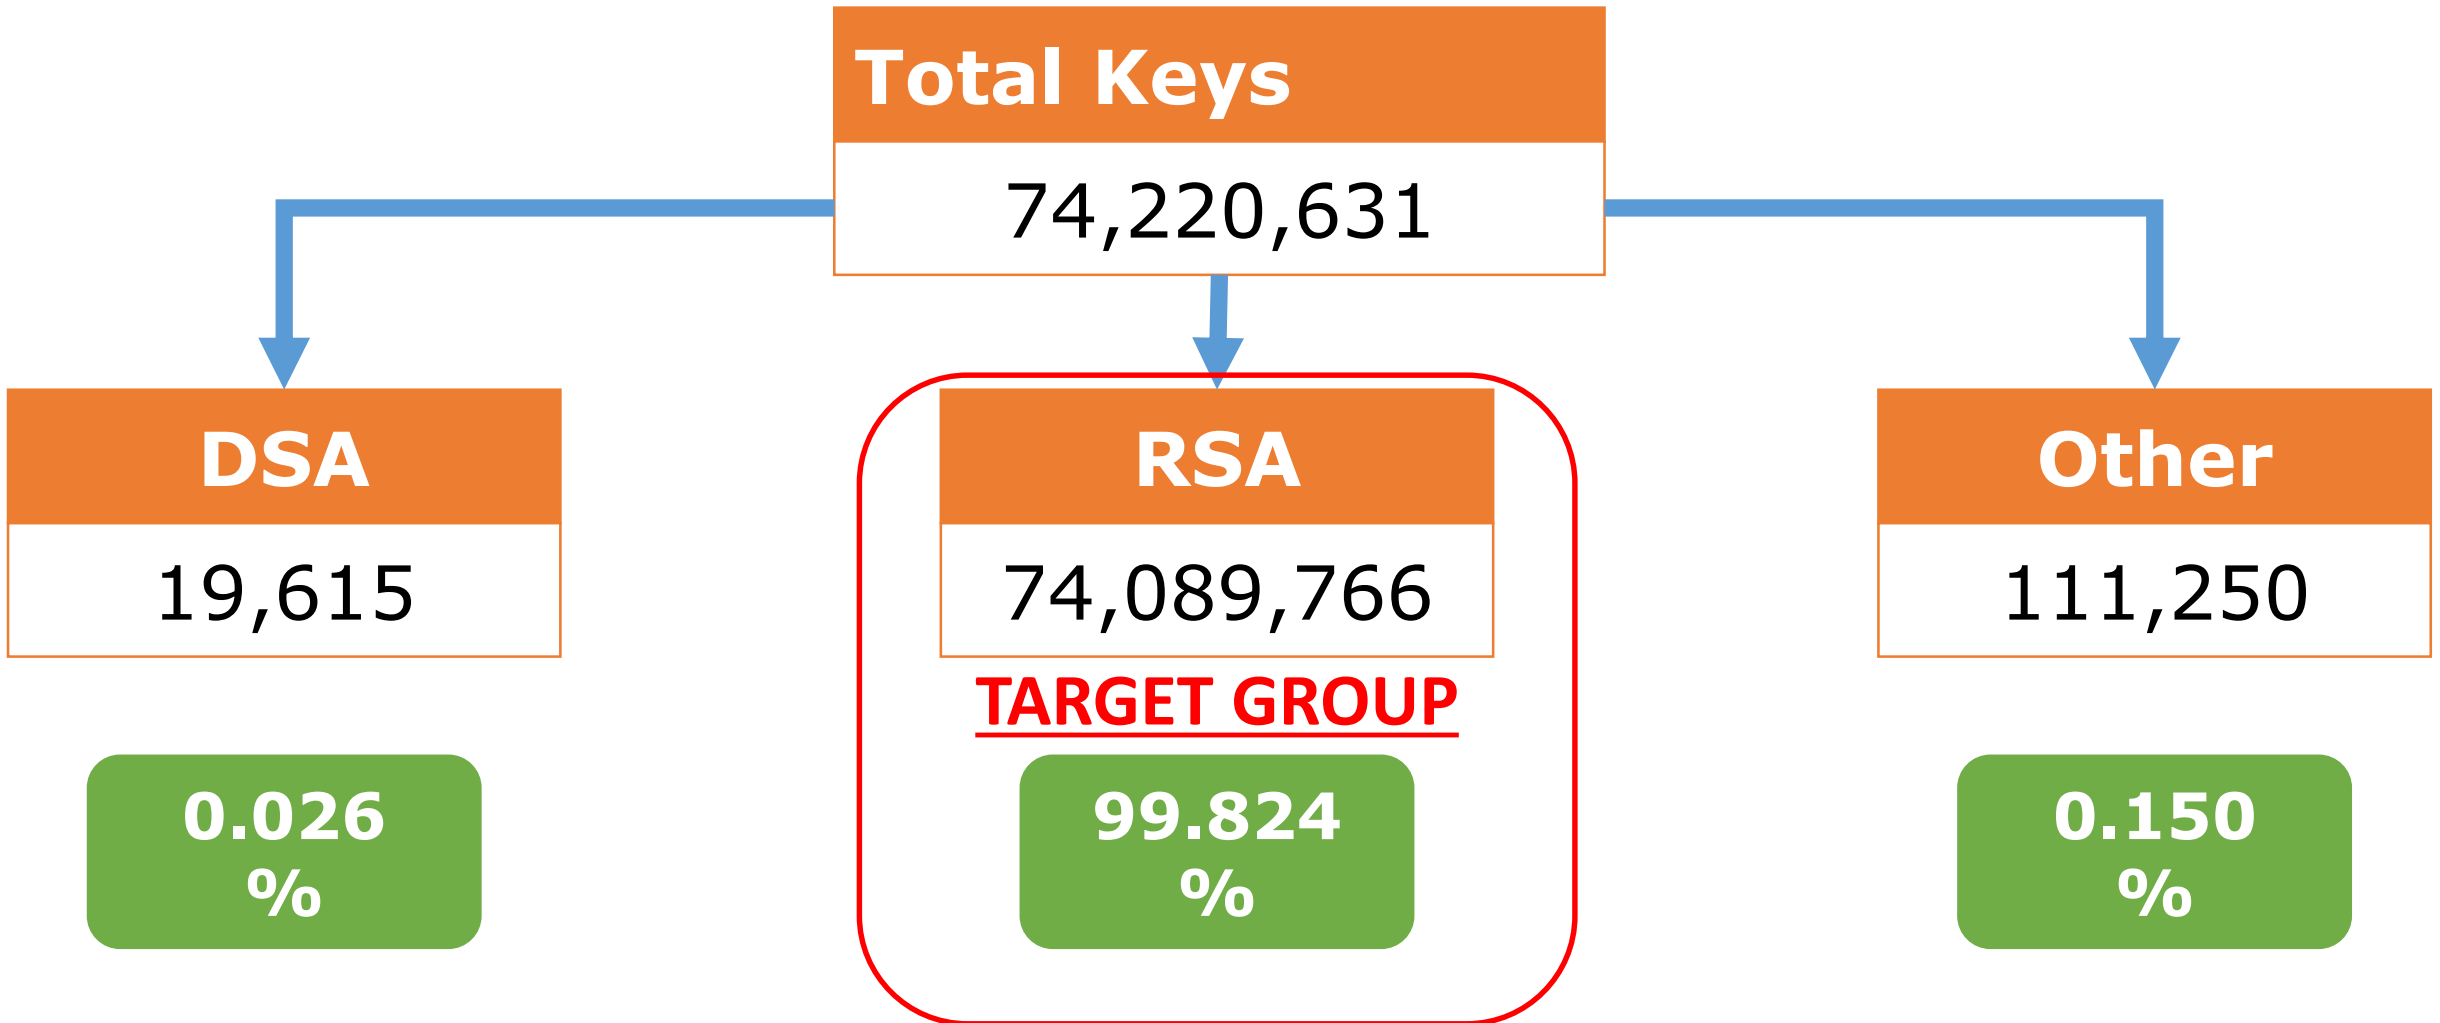 Total Keys
74,220,631
DSA
19,615
0.026
%
RSA
74,089,766
TARGET GROUP
99.824
%
Other
111,250
0.150
%